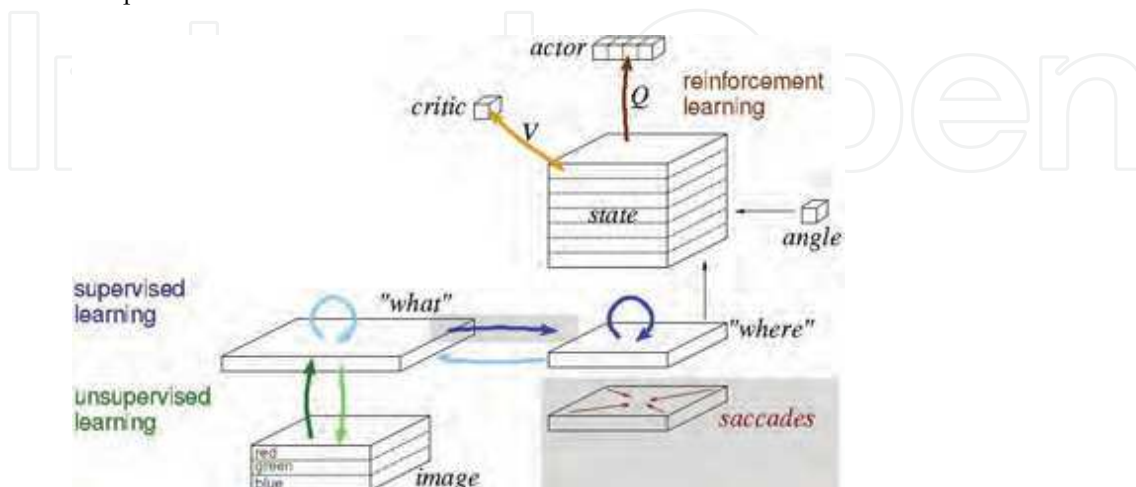 actor
reinforcement
learning
critic
Q
V
state
angle
supervised
learning
"what"
"where"
unsupervised
learning
saccades
red
green
blue
image